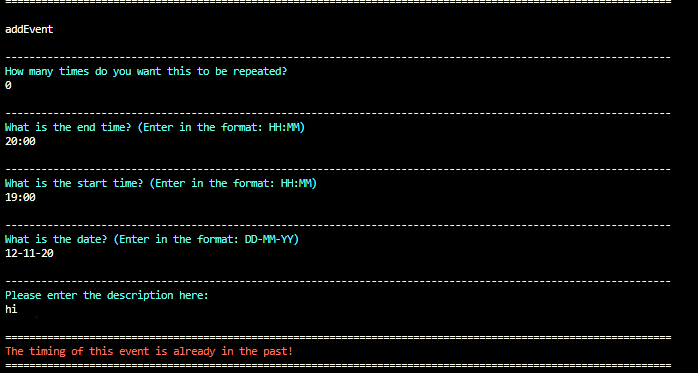 addEvent
How many times do you want this to be repeated?
0
What is the end time? (Enter in the format: HH:MM)
20:00
What is the start time? (Enter in the format: HH:MM)
19:00
What is the date? (Enter in the format: DD-MM-YY)
12-11-20
Please enter the description here:
hi
The timing of this event is already in the past!